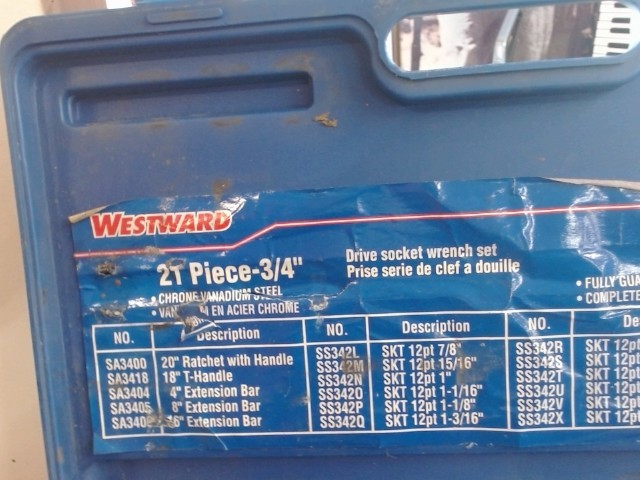 WESTWARD
21 Piece-3/4"
Drive socket wrench set
Prise serie de clef a douille
• CHROME VANADIUM STEEL
• EN ACIER CHROME
• FULLY GUA
• COMPLETE
NO. Description NO. Description NO. De
SA3400 20" Ratchet with Handle SS342L SKT 12pt 7/8" SS342R SKT 12pt
SA3418 18" T-Handle SS342M SKT 12pt 15/16" SS342S SKT 12pt
SA3404 4" Extension Bar SS342N SKT 12pt 1" SS342T SKT 12pt
SA3405 8" Extension Bar SS342O SKT 12pt 1-1/16" SS342U SKT 12pt
16" Extension Bar SS342P SKT 12pt 1-1/8" SS342V SKT 12pt
SS342Q SKT 12pt 1-3/16" SS342X SKT 12pt